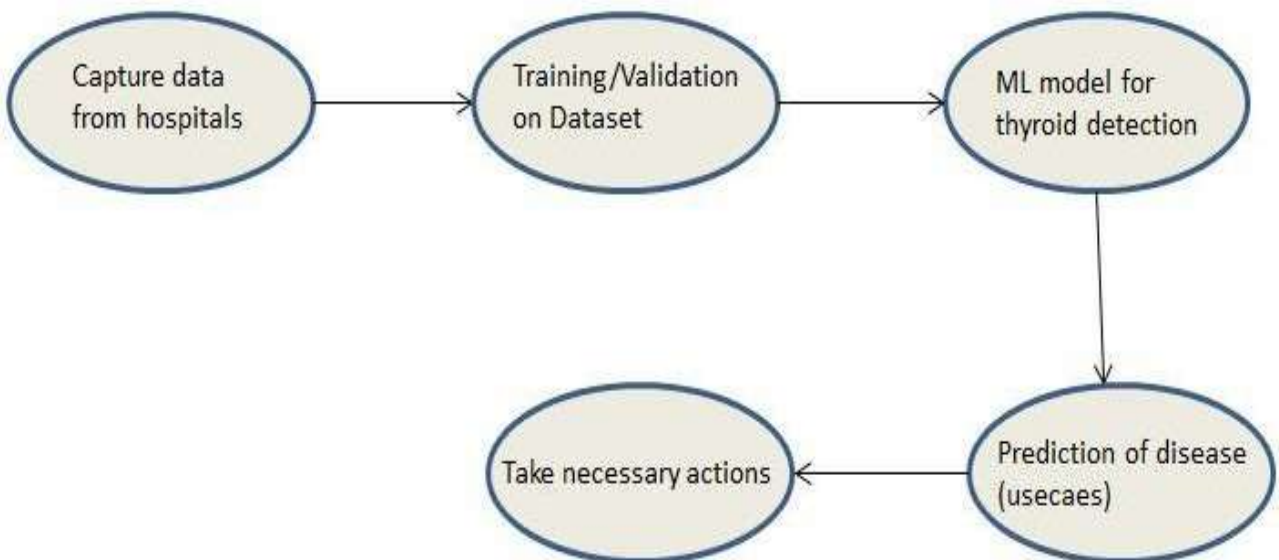 Capture data
from hospitals
Training/Validation
on Dataset
ML model for
thyroid detection
Prediction of disease
(usecaes)
Take necessary actions